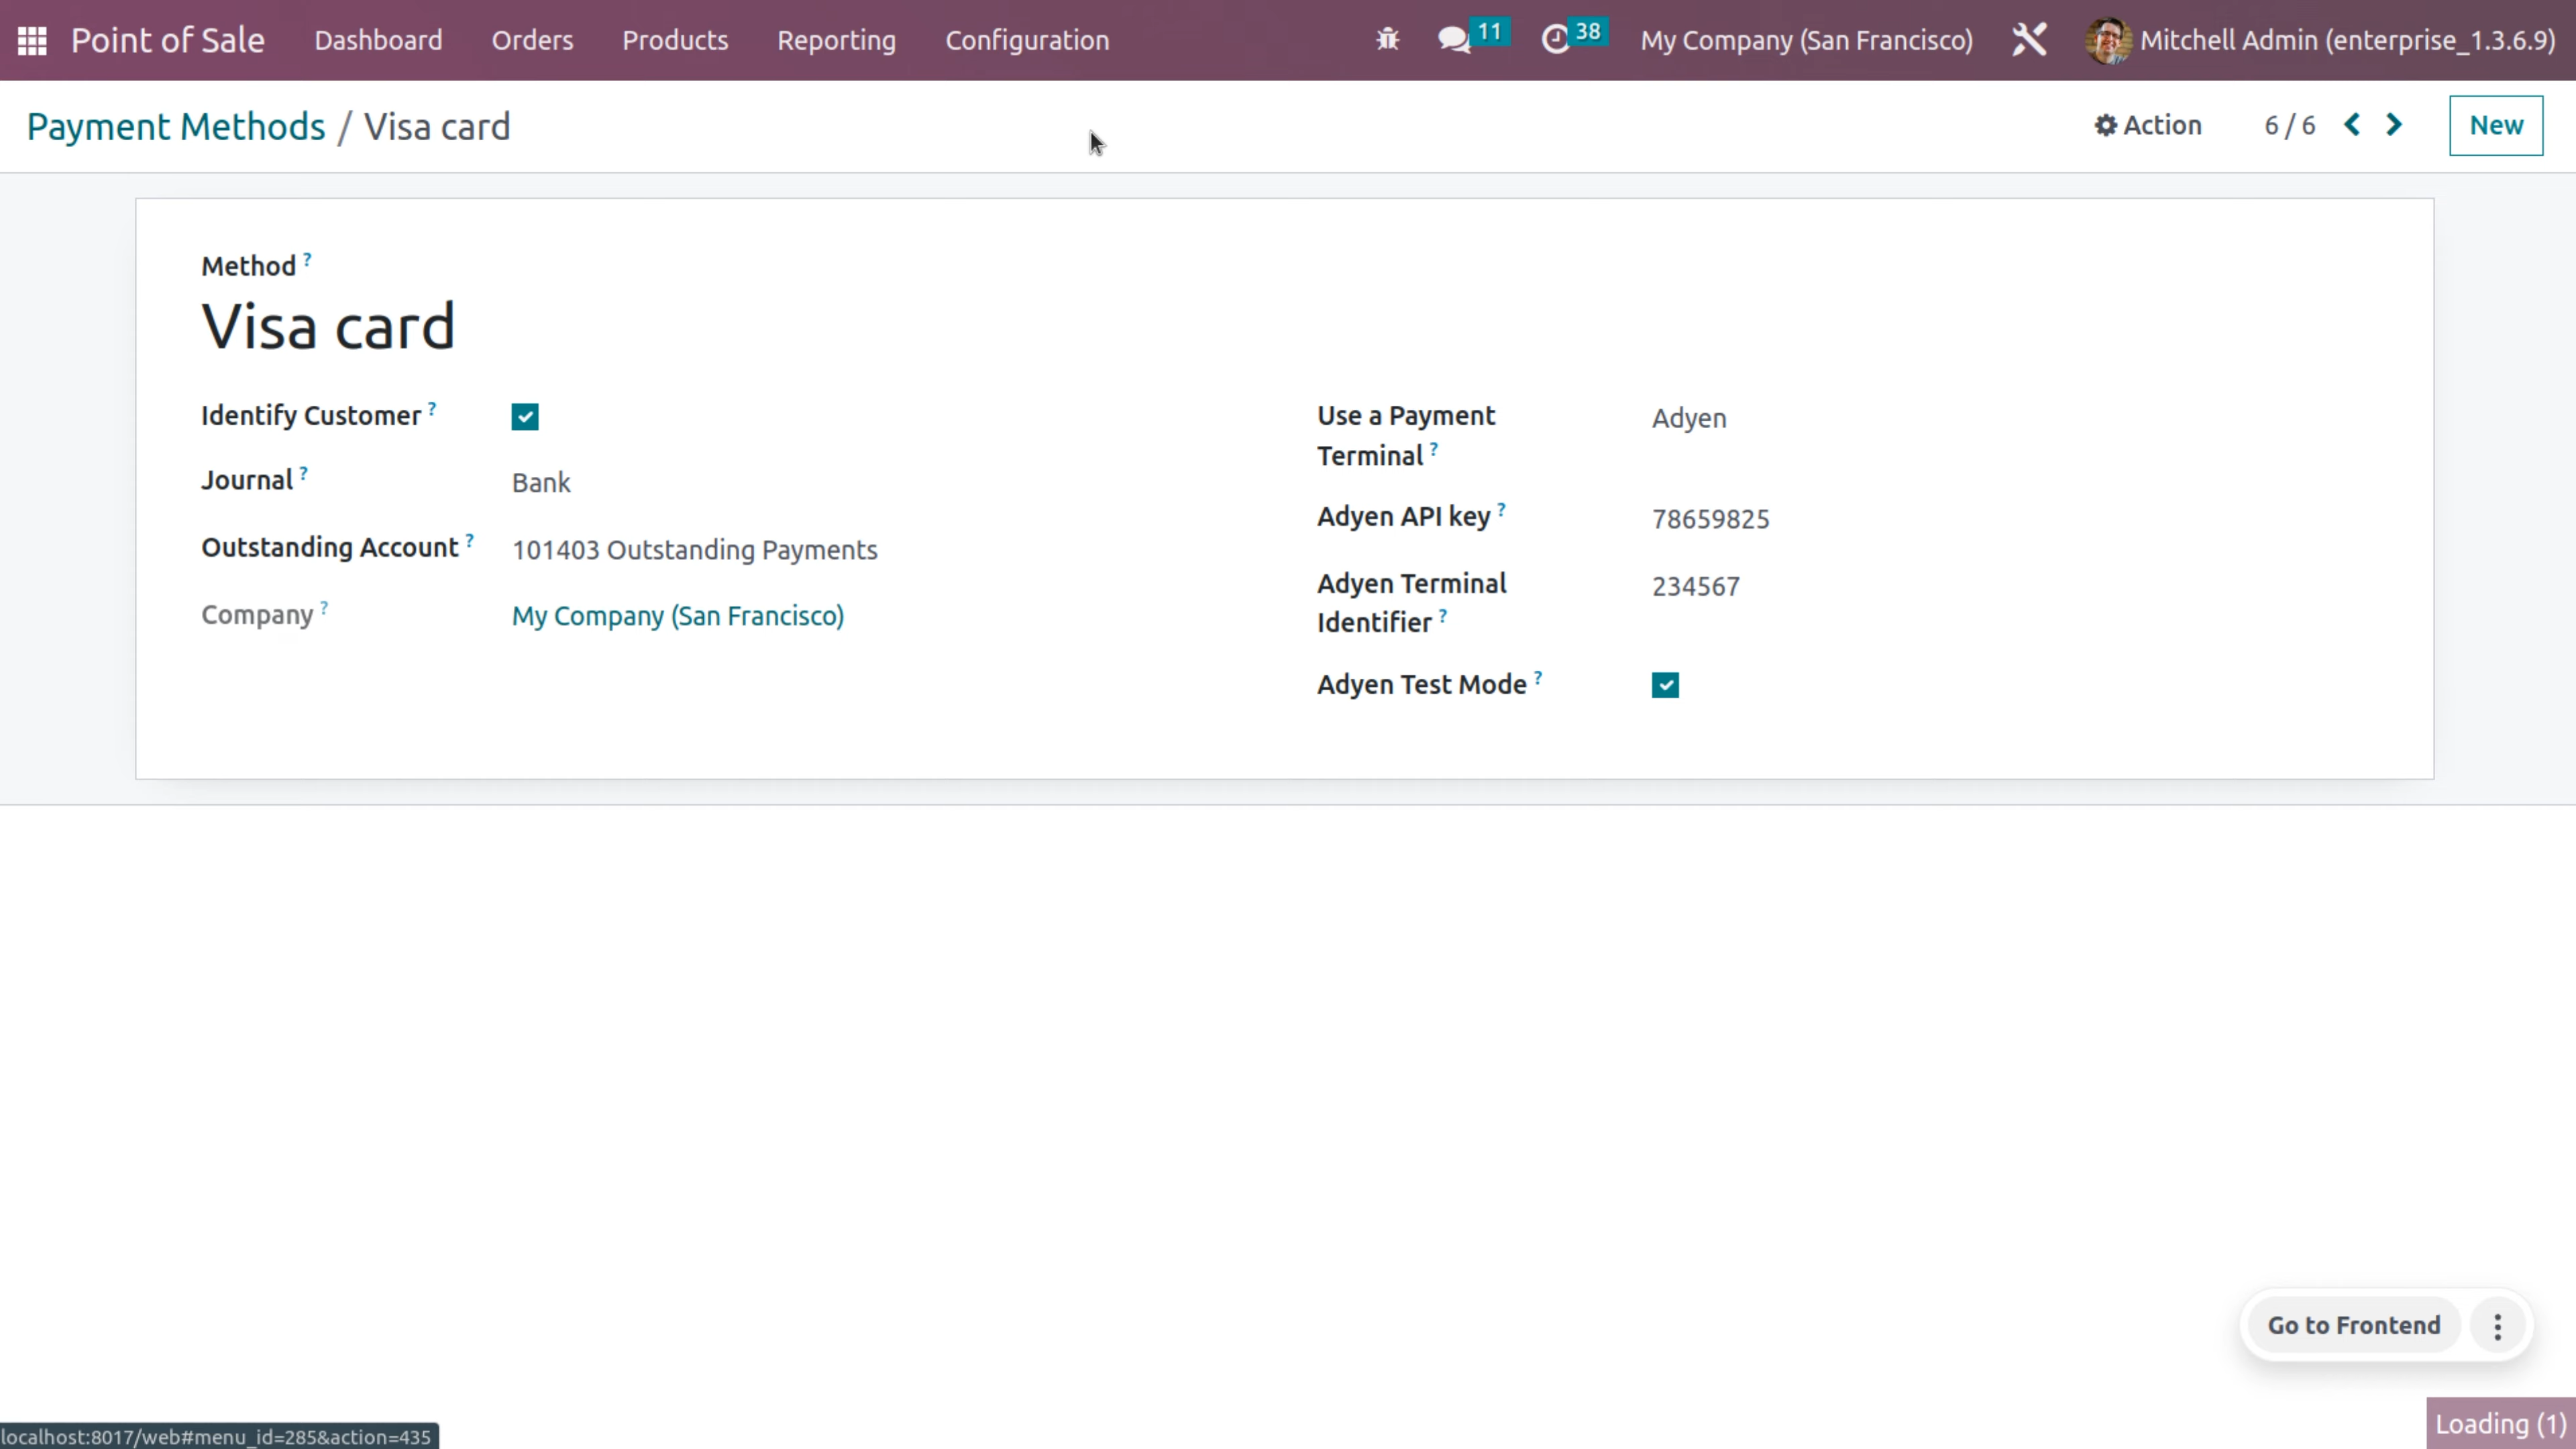 Point of Sale Dashboard Orders Products Reporting Configuration 11 38 My Company (San Francisco) Mitchell Admin (enterprise_1.3.6.9)
Payment Methods / Visa card Action 6 / 6 New
Method ?
Visa card
Identify Customer ?
Journal ? Bank
Outstanding Account ? 101403 Outstanding Payments
Company ? My Company (San Francisco)
Use a Payment Adyen
Terminal ?
Adyen API key ? 78659825
Adyen Terminal 234567
Identifier ?
Adyen Test Mode ?
Go to Frontend
localhost:8017/web#menu_id=285&action=435
Loading (1)